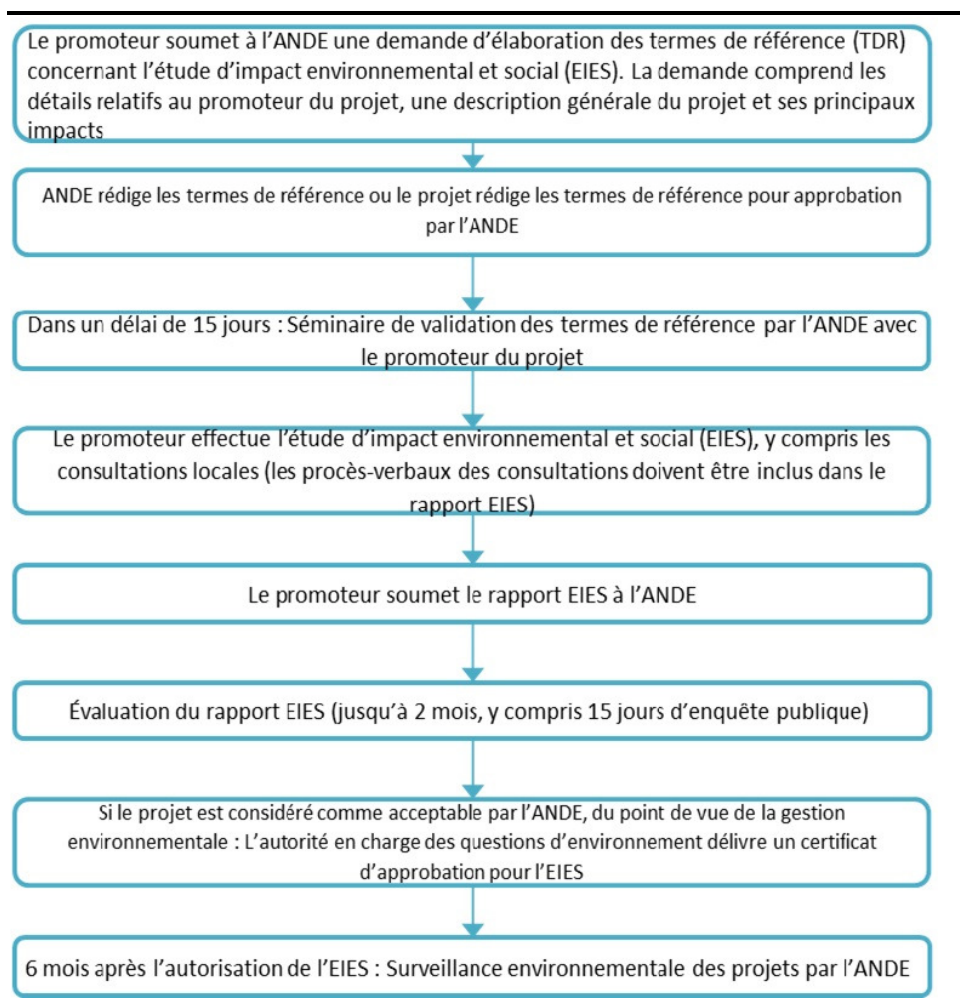 Le promoteur soumet à l’ANDE une demande d’élaboration des termes de référence (TDR)
concernant l’étude d’impact environnemental et social (EIES). La demande comprend les
détails relatifs au promoteur du projet, une description générale du projet et ses principaux
impacts
ANDE rédige les termes de référence ou le projet rédige les termes de référence pour approbation
par l’ANDE
Dans un délai de 15 jours : Séminaire de validation des termes de référence par l’ANDE avec
le promoteur du projet
Le promoteur effectue l’étude d’impact environnemental et social (EIES), y compris les
consultations locales (les procès-verbaux des consultations doivent être inclus dans le
rapport EIES)
Le promoteur soumet le rapport EIES à l’ANDE
Évaluation du rapport EIES (jusqu’à 2 mois, y compris 15 jours d’enquête publique)
Si le projet est considéré comme acceptable par l’ANDE, du point de vue de la gestion
environnementale : L’autorité en charge des questions d’environnement délivre un certificat
d’approbation pour l’EIES
6 mois après l’autorisation de l’EIES : Surveillance environnementale des projets par l’ANDE